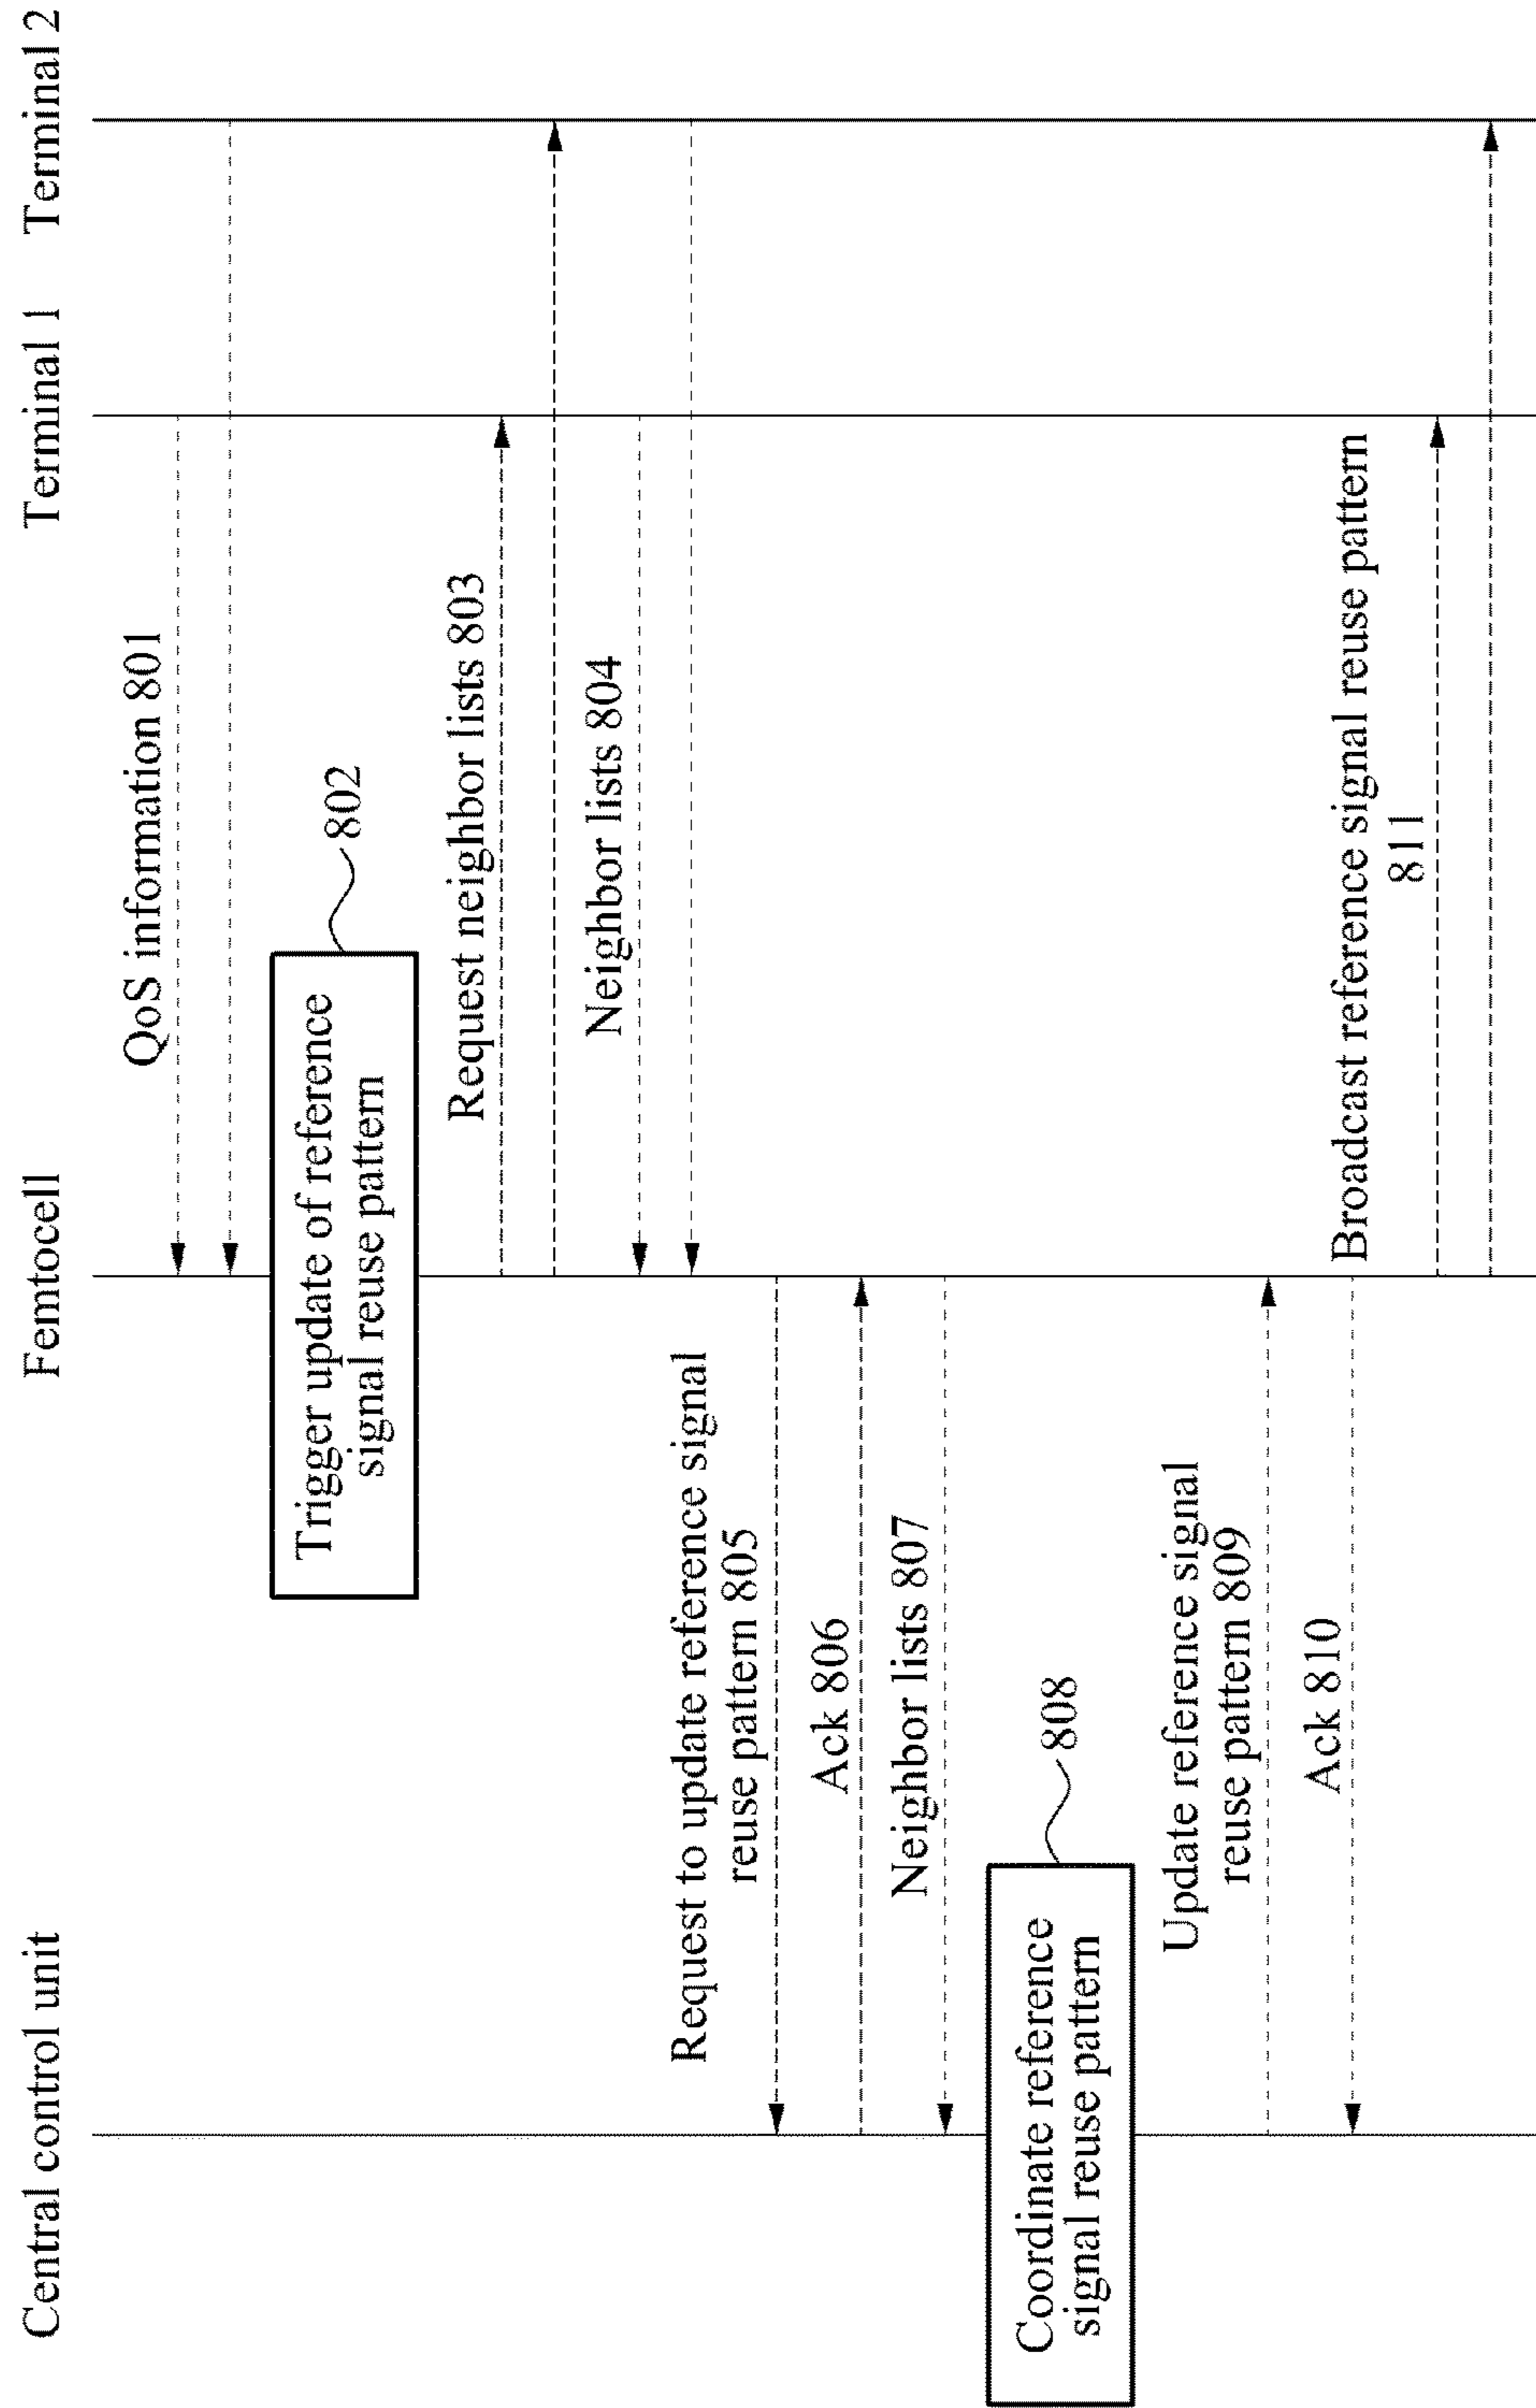 Central control unit
Femtocell
Terminal 1
Terminal 2
QoS information 801
Trigger update of reference
signal reuse pattern
802
Request neighbor lists 803
Neighbor lists 804
Request to update reference signal
reuse pattern 805
Ack 806
Neighbor lists 807
Coordinate reference
signal reuse pattern
808
Update reference signal
reuse pattern 809
Ack 810
Broadcast reference signal reuse pattern
811